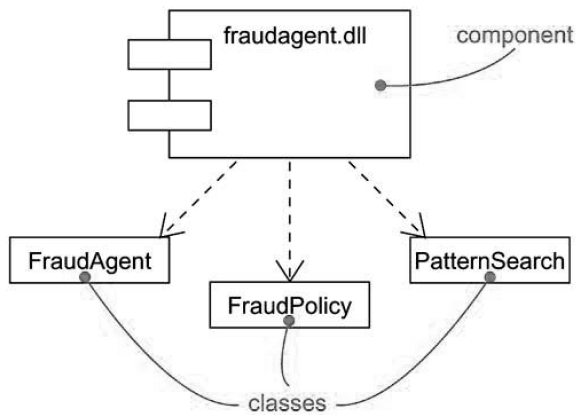 fraudagent.dll
component
FraudAgent
PatternSearch
FraudPolicy
classes